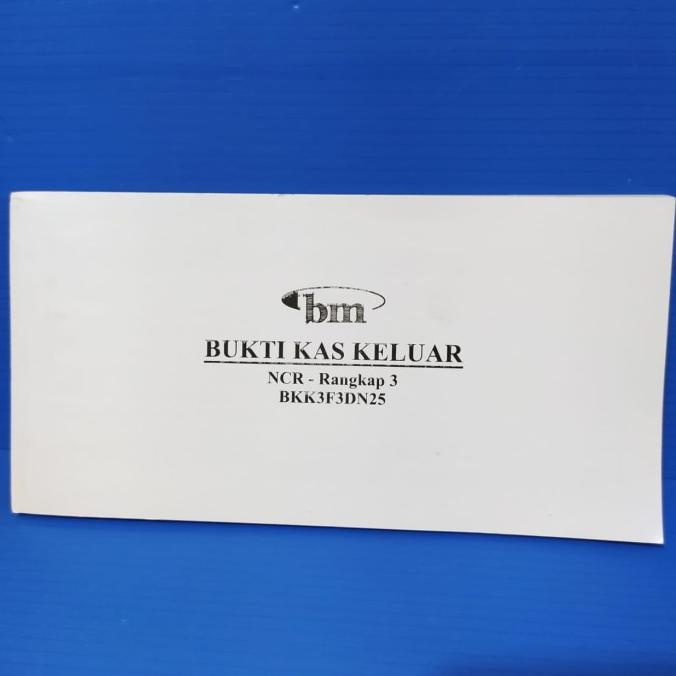 bm
BUKTI KAS KELUAR
NCR - Rangkap 3
BKK3F3DN25